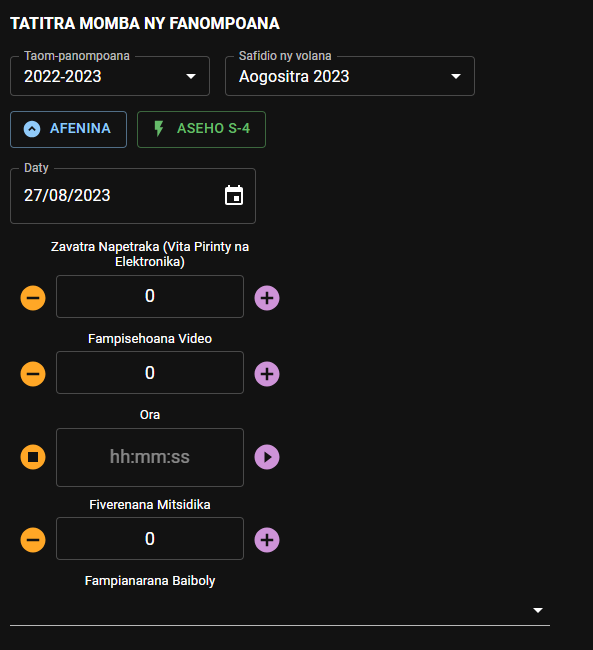 TATITRA MOMBA NY FANOMPOANA
Taom-panompoana
2022-2023
Safidio ny volana
Aogositra 2023
AFENINA
ASEHO S-4
Daty
27/08/2023
Zavatra Napetraka (Vita Pirinty na
Elektronika)
0
Fampisehoana Video
0
Ora
hh:mm:ss
Fiverenana Mitsidika
0
Fampianarana Baiboly